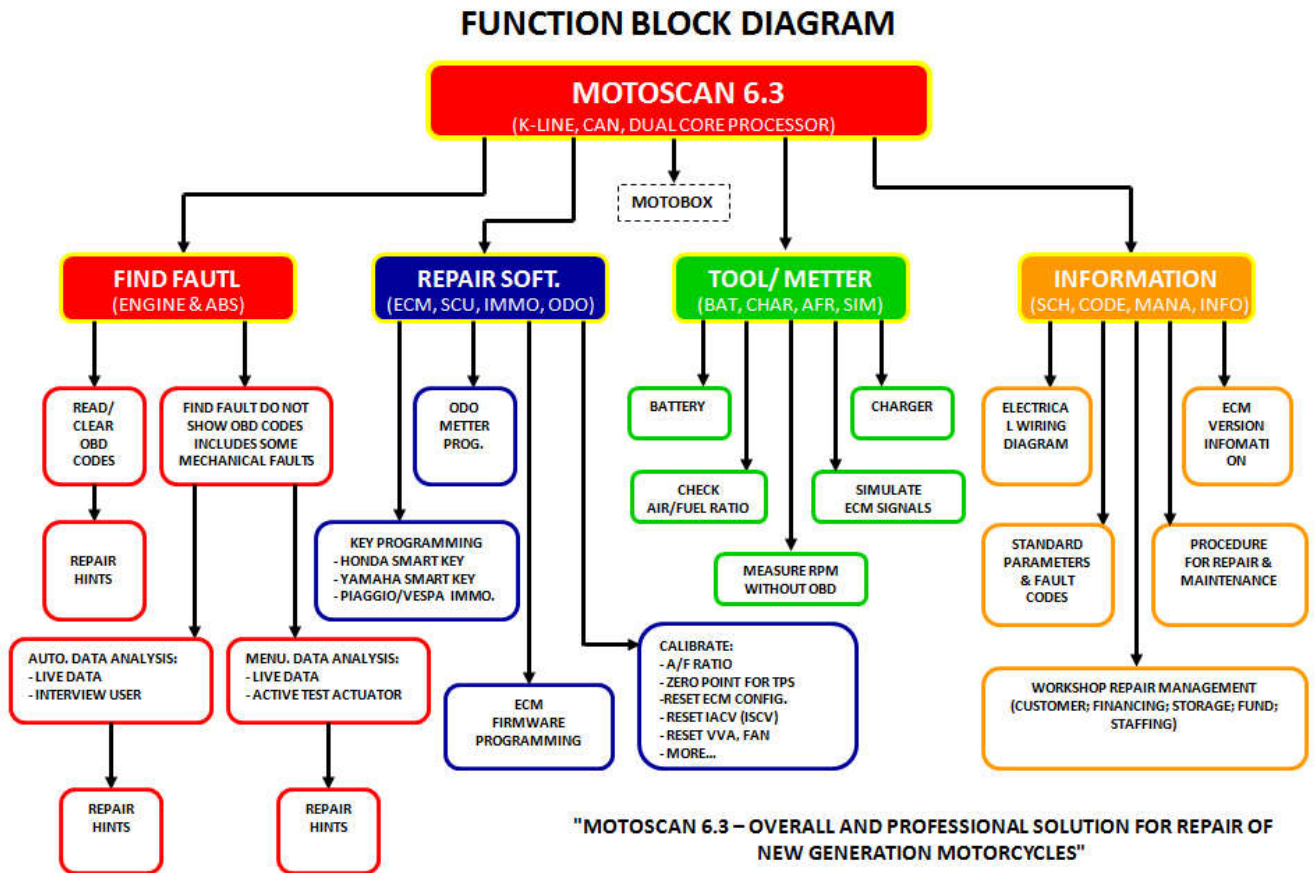 FUNCTION BLOCK DIAGRAM
MOTOSCAN 6.3
(K-LINE, CAN, DUAL CORE PROCESSOR)
MOTOBOX
FIND FAUTL
(ENGINE & ABS)
REPAIR SOFT.
(ECM, SCU, IMMO, ODO)
TOOL/ METTER
(BAT, CHAR, AFR, SIM)
INFORMATION
(SCH, CODE, MANA, INFO)
READ/
CLEAR
OBD
CODES
FIND FAULT DO NOT
SHOW OBD CODES
INCLUDES SOME
MECHANICAL FAULTS
ODO
METTER
PROG.
BATTERY
CHARGER
ELECTRICA
L WIRING
DIAGRAM
ECM
VERSION
INFOMATI
ON
CHECK
AIR/FUEL RATIO
SIMULATE
ECM SIGNALS
REPAIR
HINTS
KEY PROGRAMMING
- HONDA SMART KEY
- YAMAHA SMART KEY
- PIAGGIO/VESPA IMMO.
MEASURE RPM
WITHOUT OBD
STANDARD
PARAMETERS
& FAULT
CODES
PROCEDURE
FOR REPAIR &
MAINTENANCE
AUTO. DATA ANALYSIS:
- LIVE DATA
- INTERVIEW USER
MENU. DATA ANALYSIS:
- LIVE DATA
- ACTIVE TEST ACTUATOR
ECM
FIRMWARE
PROGRAMMING
CALIBRATE:
- A/F RATIO
- ZERO POINT FOR TPS
-RESET ECM CONFIG.
- RESET IACV (ISCV)
- RESET VVA, FAN
- MORE...
WORKSHOP REPAIR MANAGEMENT
(CUSTOMER; FINANCING; STORAGE; FUND;
STAFFING)
REPAIR
HINTS
REPAIR
HINTS
"MOTOSCAN 6.3 – OVERALL AND PROFESSIONAL SOLUTION FOR REPAIR OF
NEW GENERATION MOTORCYCLES"